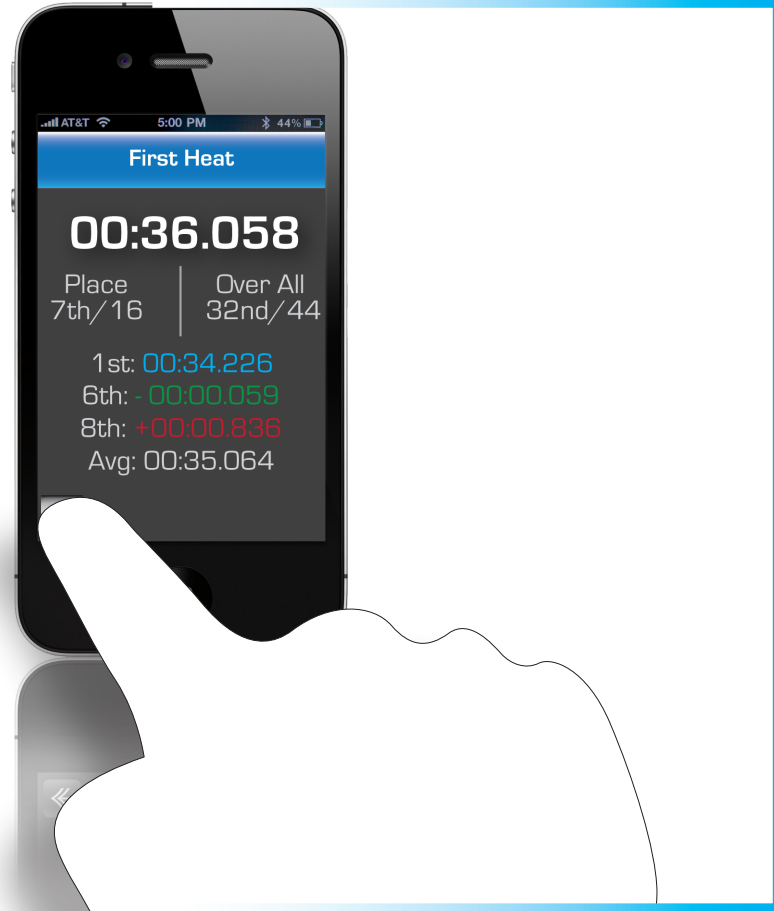 AT&T 5:00 PM 44%
First Heat
00:36.058
Place Over All
7th/16 32nd/44
1st: 00:34.226
6th: - 00:00.059
8th: +00:00.836
Avg: 00:35.064